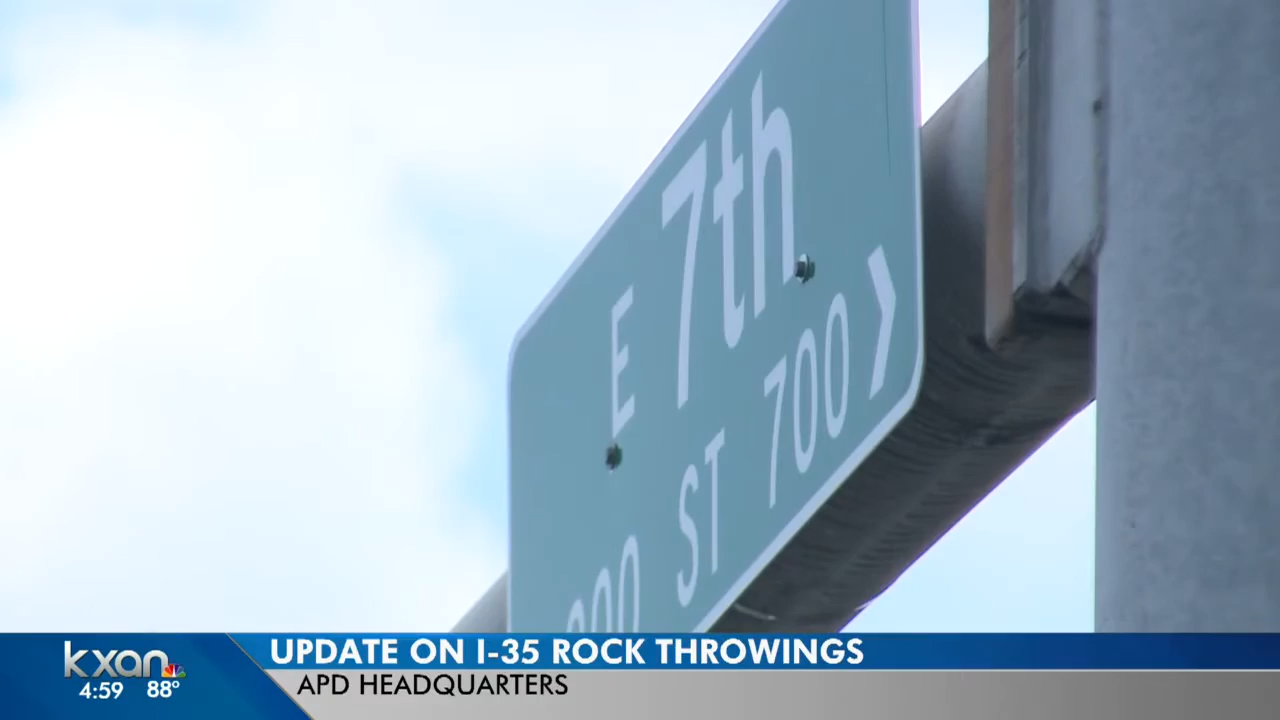 E 7th
ST 700
kxan
4:59 88°
UPDATE ON I-35 ROCK THROWINGS
APD HEADQUARTERS